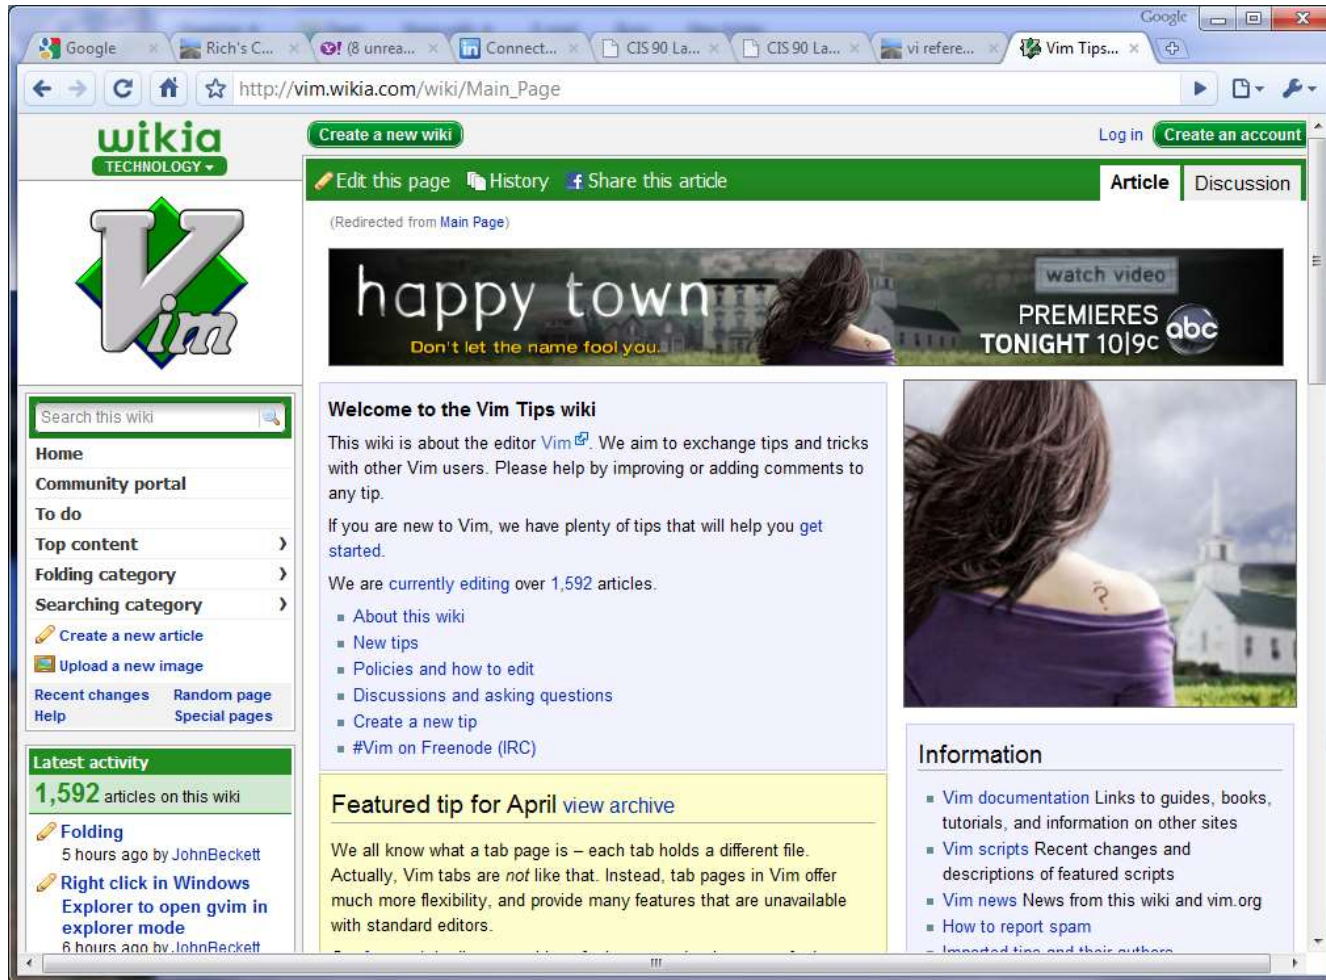 Google
Google
Rich's C...
(8 unrea...
Connect...
CIS 90 La...
CIS 90 La...
vi refere...
Vim Tips...
http://vim.wikia.com/wiki/Main_Page
wikia
TECHNOLOGY
Create a new wiki
Log in
Create an account
Edit this page
History
Share this article
Article
Discussion
(Redirected from Main Page)
Vim
happy town
Don't let the name fool you.
watch video
PREMIERES
TONIGHT 10|9c
abc
Search this wiki
Home
Community portal
To do
Top content
Folding category
Searching category
Create a new article
Upload a new image
Recent changes
Random page
Help
Special pages
Latest activity
1,592 articles on this wiki
Folding
5 hours ago by JohnBeckett
Right click in Windows
Explorer to open gvim in
explorer mode
6 hours ago by JohnBeckett
Welcome to the Vim Tips wiki
This wiki is about the editor Vim. We aim to exchange tips and tricks
with other Vim users. Please help by improving or adding comments to
any tip.
If you are new to Vim, we have plenty of tips that will help you get
started.
We are currently editing over 1,592 articles.
About this wiki
New tips
Policies and how to edit
Discussions and asking questions
Create a new tip
#Vim on Freenode (IRC)
Featured tip for April view archive
We all know what a tab page is – each tab holds a different file.
Actually, Vim tabs are not like that. Instead, tab pages in Vim offer
much more flexibility, and provide many features that are unavailable
with standard editors.
Information
Vim documentation Links to guides, books,
tutorials, and information on other sites
Vim scripts Recent changes and
descriptions of featured scripts
Vim news News from this wiki and vim.org
How to report spam
Imported tips and their authors